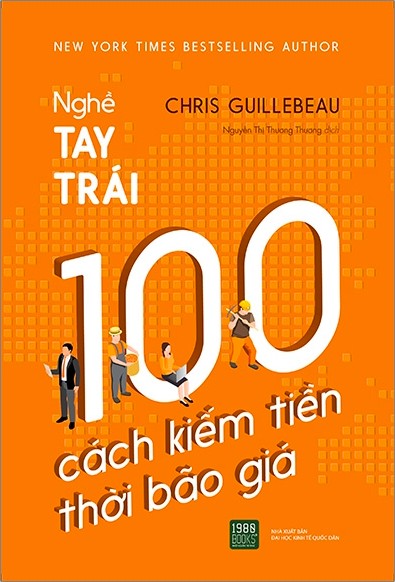 NEW YORK TIMES BESTSELLING AUTHOR
Nghề
TAY
TRÁI
CHRIS GUILLEBEAU
Nguyễn Thị Thương Thương dịch
100
cách kiếm tiền
thời bão giá
1980
BOOKS
NHÀ XUẤT BẢN
ĐẠI HỌC KINH TẾ QUỐC DÂN